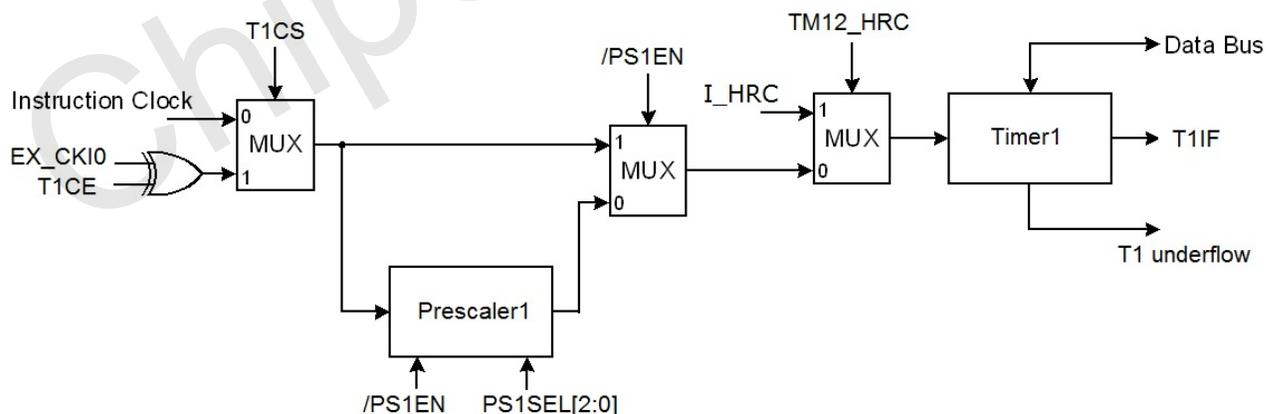 T1CS
TM12_HRC
/PS1EN
Data Bus
Instruction Clock
I_HRC
0
MUX
1
MUX
Timer1
T1IF
EX_CKI0
T1CE
1
1
MUX
0
0
T1 underflow
Prescaler1
/PS1EN
PS1SEL[2:0]
Chip